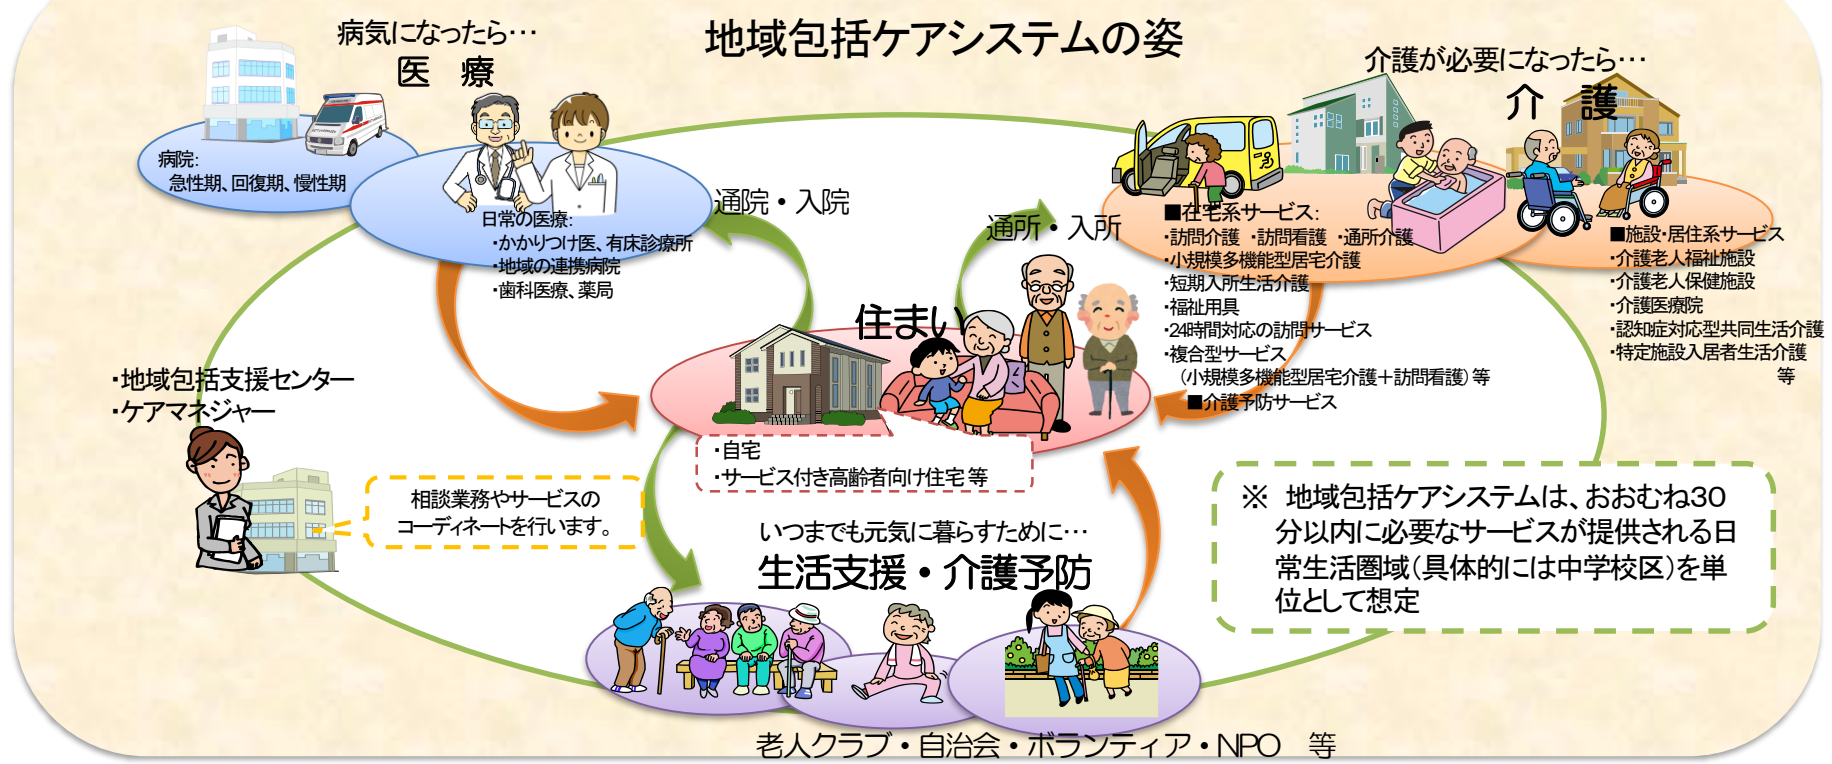 地域包括ケアシステムの姿
病気になったら…
医　療
病院：
急性期、回復期、慢性期
日常の医療：
・かかりつけ医、有床診療所
・地域の連携病院
・歯科医療、薬局
通院・入院
通所・入所
介護が必要になったら…
介　護
■在宅系サービス：
・訪問介護　・訪問看護　・通所介護
・小規模多機能型居宅介護
・短期入所生活介護
・福祉用具
・24時間対応の訪問サービス
・複合型サービス
（小規模多機能型居宅介護＋訪問看護）等
■介護予防サービス
■施設・居住系サービス
・介護老人福祉施設
・介護老人保健施設
・介護医療院
・認知症対応型共同生活介護
・特定施設入居者生活介護
等
住まい
・自宅
・サービス付き高齢者向け住宅 等
・地域包括支援センター
・ケアマネジャー
相談業務やサービスの
コーディネートを行います。
いつまでも元気に暮らすために…
生活支援・介護予防
老人クラブ・自治会・ボランティア・NPO　等
※　地域包括ケアシステムは、おおむね30
分以内に必要なサービスが提供される日
常生活圏域（具体的には中学校区）を単
位として想定